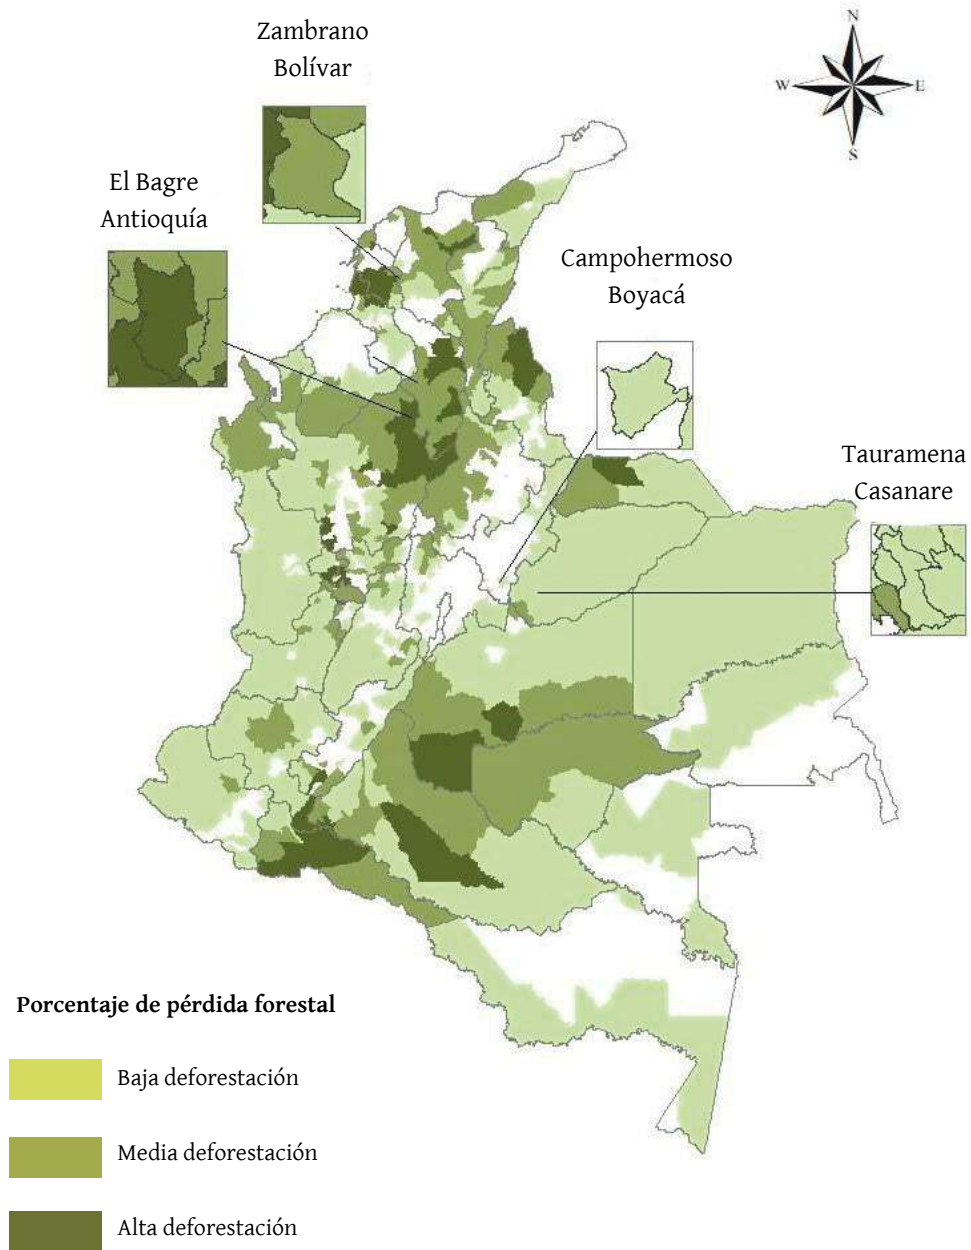 Zambrano
Bolívar
N
W
E
S
El Bagre
Antioquía
Campohermoso
Boyacá
Tauramena
Casanare
Porcentaje de pérdida forestal
Baja deforestación
Media deforestación
Alta deforestación